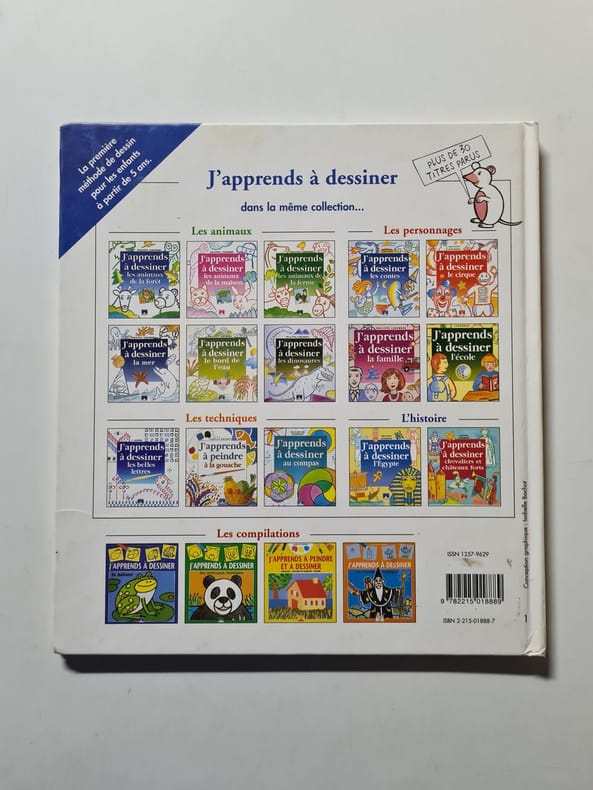 La première
méthode de dessin
pour les enfants
à partir de 5 ans.
PLUS DE 30
TITRES PARUS
J'apprends à dessiner
dans la même collection...
Les animaux
Les personnages
J'apprends
à dessiner
les animaux
de la forêt
J'apprends
à dessiner
les animaux
de la maison
J'apprends
à dessiner
les animaux de
la ferme
J'apprends
à dessiner
les contes
J'apprends
à dessiner
le cirque
J'apprends
à dessiner
la mer
J'apprends
à dessiner
le bord de
l'eau
J'apprends
à dessiner
les dinosaures
J'apprends
à dessiner
la famille
J'apprends
à dessiner
l'école
Les techniques
L'histoire
J'apprends
à dessiner
les belles
lettres
J'apprends
à peindre
à la gouache
J'apprends
à dessiner
au compas
J'apprends
à dessiner
l'Égypte
J'apprends
à dessiner
chevaliers et
châteaux forts
Les compilations
J'APPRENDS À DESSINER
la nature
J'APPRENDS À DESSINER
J'APPRENDS À PEINDRE
ET À DESSINER
J'APPRENDS À DESSINER
ISSN 1257-9629
9 782215 018889
ISBN 2-215-01888-7
Conception graphique : Isabelle Bochot
1